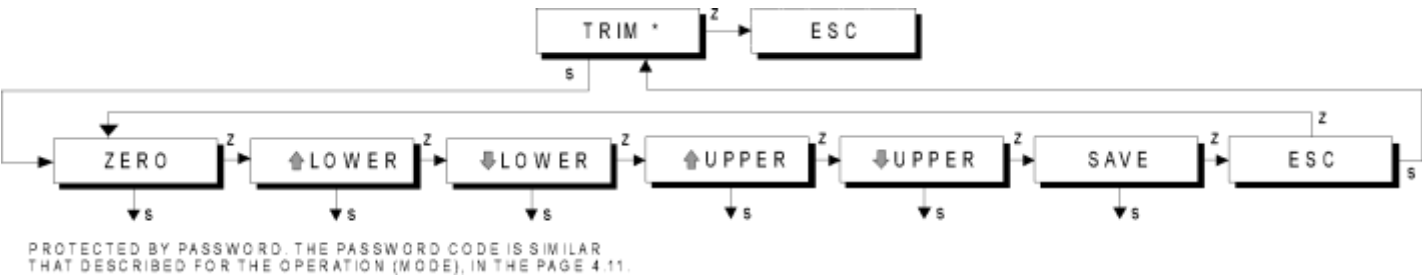 TRIM *
Z
ESC
S
Z
ZERO
Z
LOWER
Z
LOWER
Z
UPPER
Z
UPPER
Z
SAVE
Z
ESC
S
S
S
S
S
S
S
PROTECTED BY PASSWORD. THE PASSWORD CODE IS SIMILAR
THAT DESCRIBED FOR THE OPERATION (MODE), IN THE PAGE 4.11.